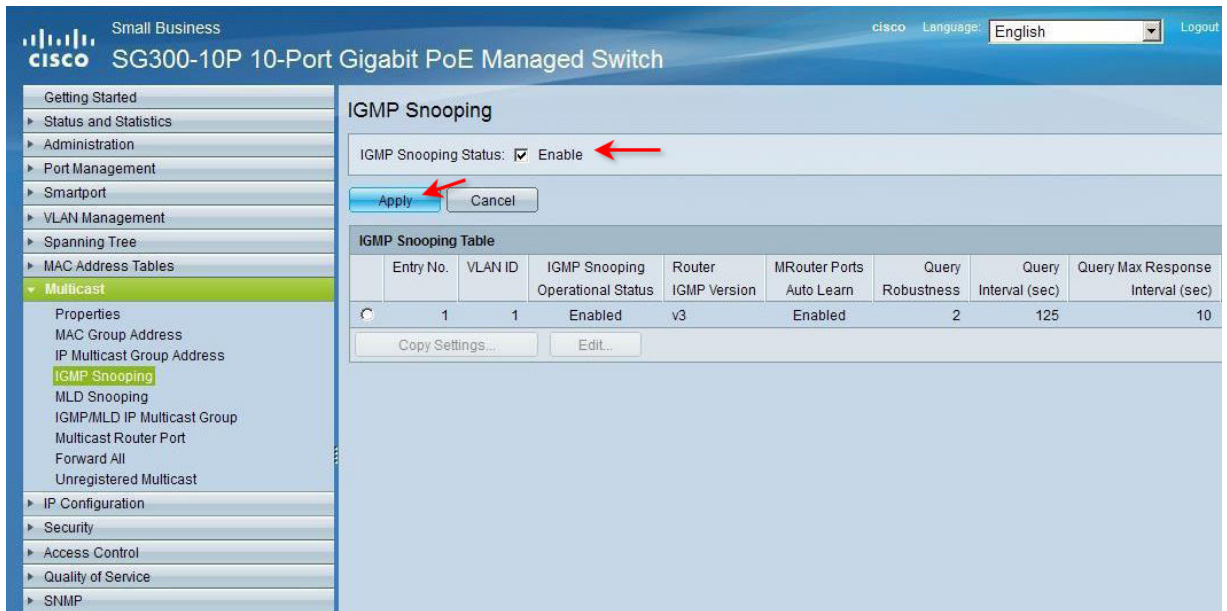 Small Business
cisco Language: English Logout
cisco SG300-10P 10-Port Gigabit PoE Managed Switch
Getting Started
Status and Statistics
Administration
Port Management
Smartport
VLAN Management
Spanning Tree
MAC Address Tables
Multicast
Properties
MAC Group Address
IP Multicast Group Address
IGMP Snooping
MLD Snooping
IGMP/MLD IP Multicast Group
Multicast Router Port
Forward All
Unregistered Multicast
IP Configuration
Security
Access Control
Quality of Service
SNMP
IGMP Snooping
IGMP Snooping Status: Enable
Apply Cancel
IGMP Snooping Table
Entry No. VLAN ID IGMP Snooping Router MRouter Ports Query Query Query Max Response
Operational Status IGMP Version Auto Learn Robustness Interval (sec) Interval (sec)
1 1 Enabled v3 Enabled 2 125 10
Copy Settings... Edit...